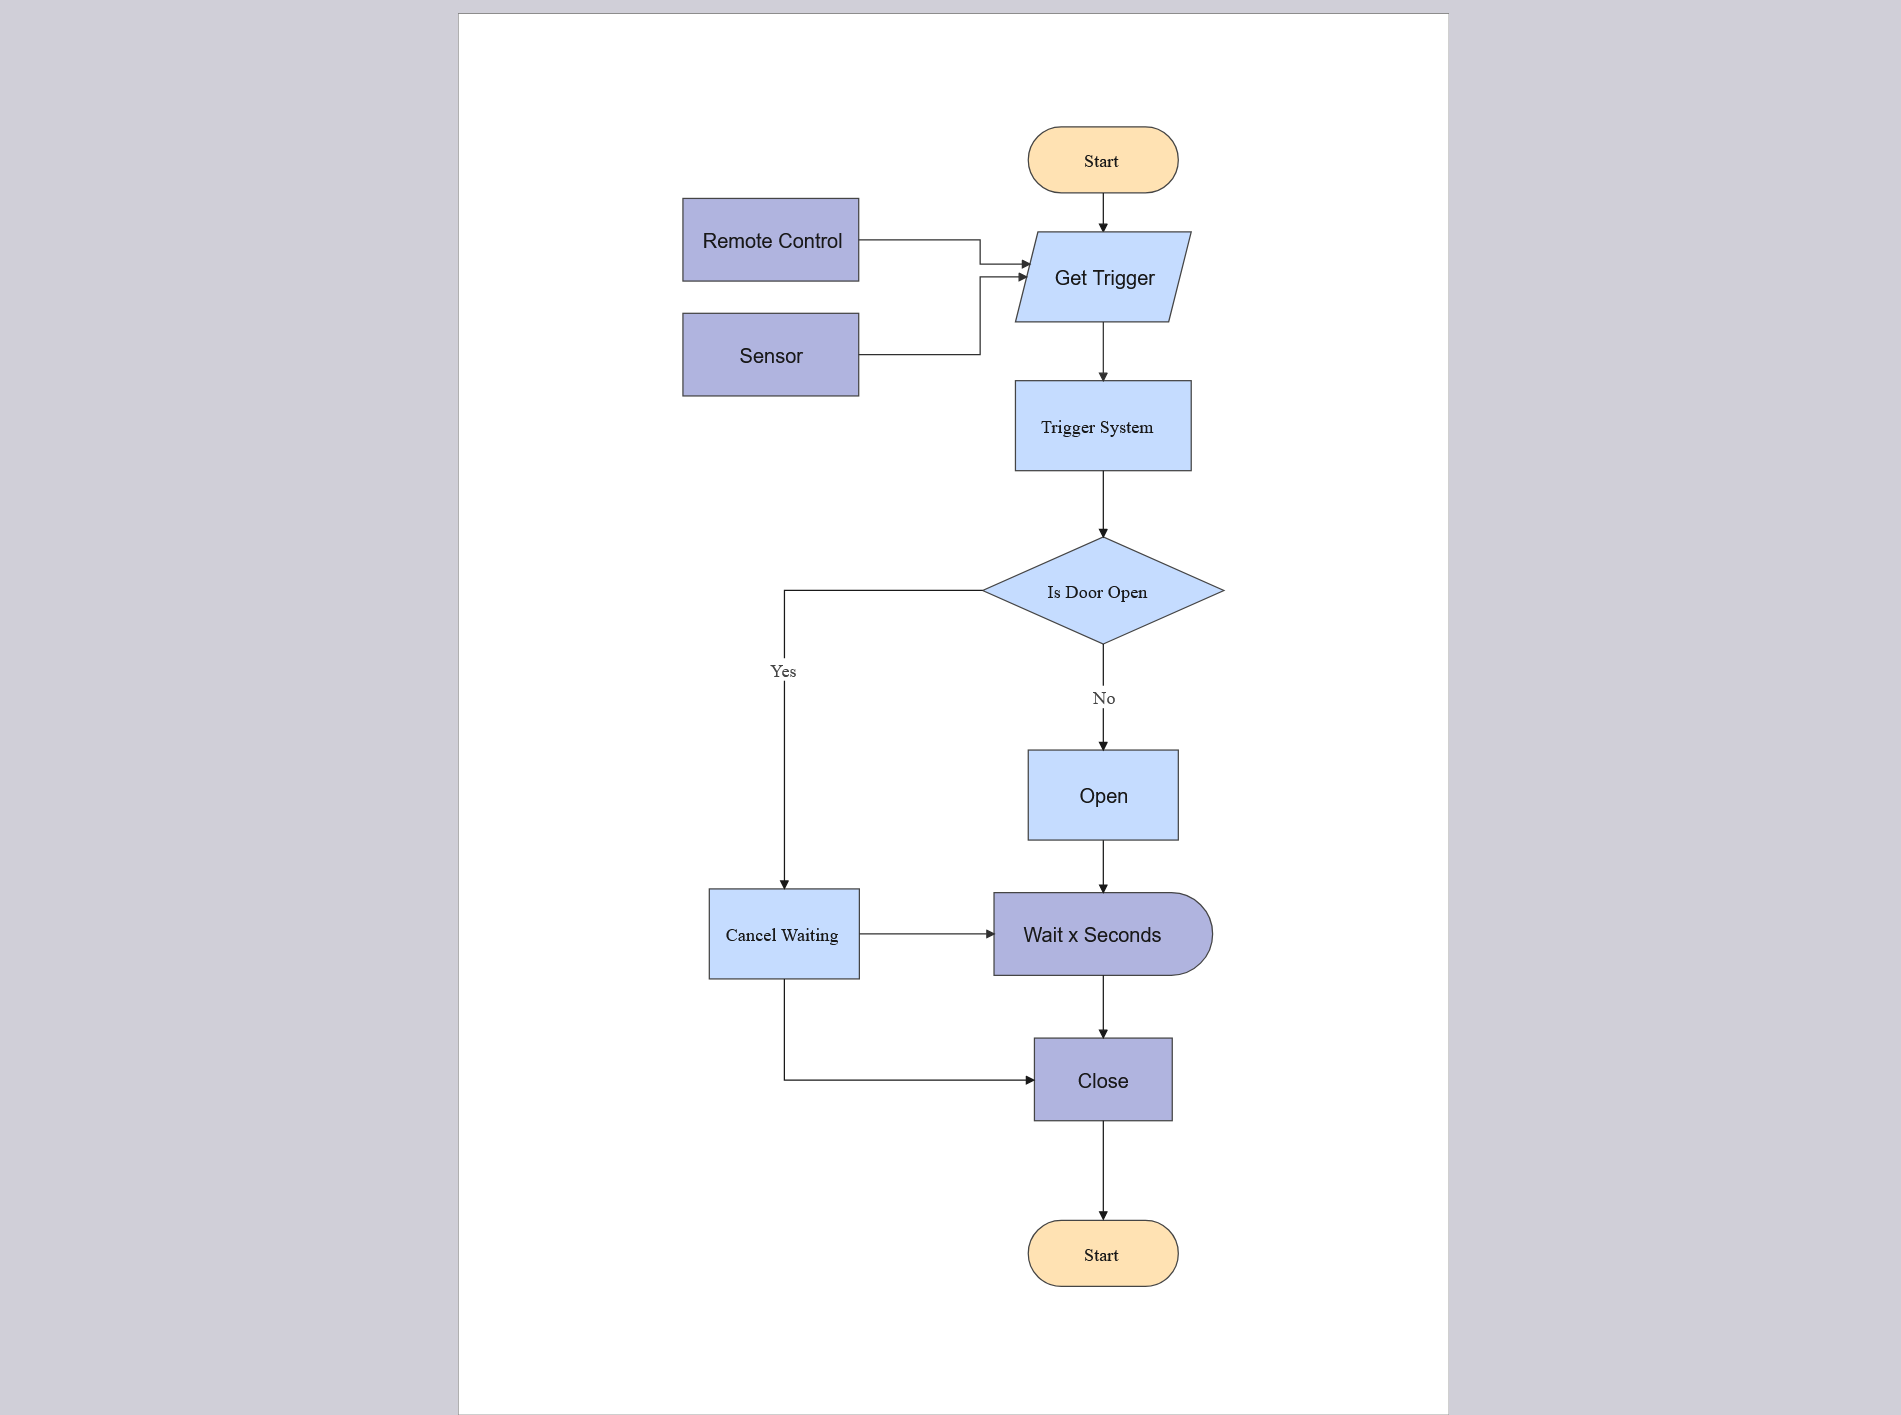 Start
Remote Control
Get Trigger
Sensor
Trigger System
Is Door Open
Yes
No
Open
Cancel Waiting
Wait x Seconds
Close
Start